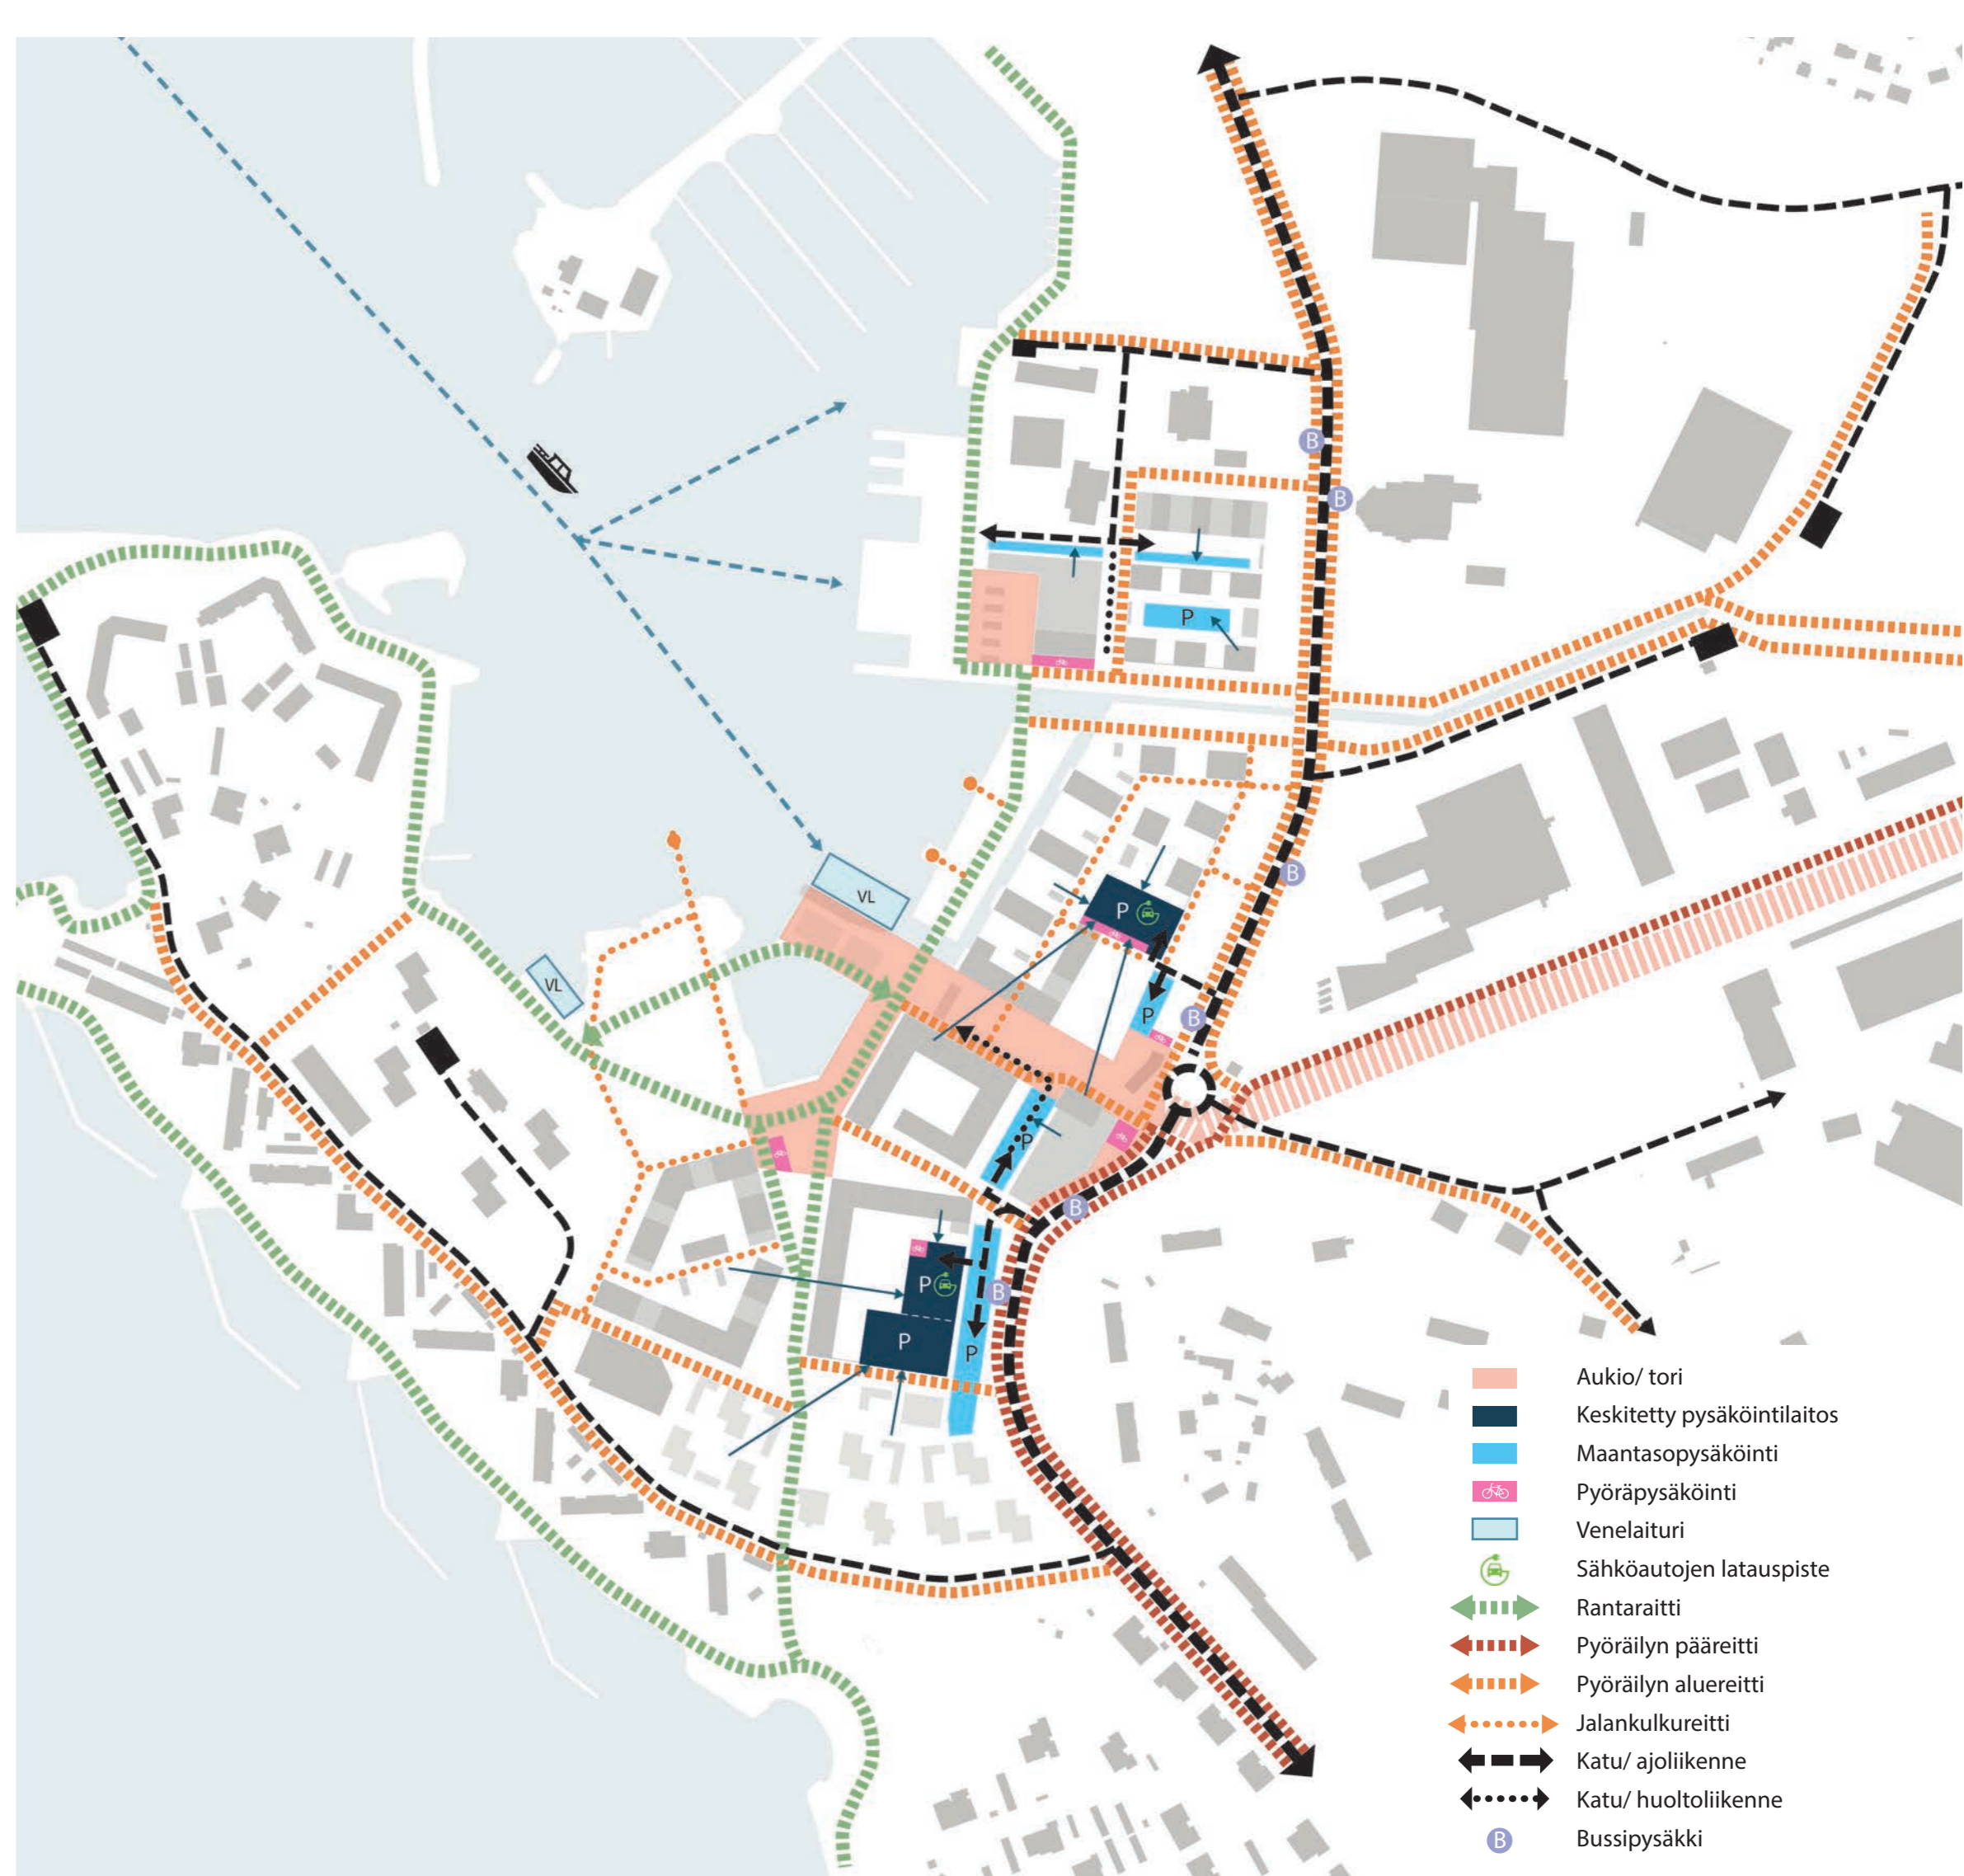 B
B
P
B
VL
P
VL
B
P
P
B
P
B
P
P
Aukio/ tori
Keskitetty pysäköintilaitos
Maantasopysäköinti
Pyöräpysäköinti
Venelaituri
Sähköautojen latauspiste
Rantaraitti
Pyöräilyn pääreitti
Pyöräilyn aluereitti
Jalankulkureitti
Katu/ ajoliikenne
Katu/ huoltoliikenne
B Bussipysäkki